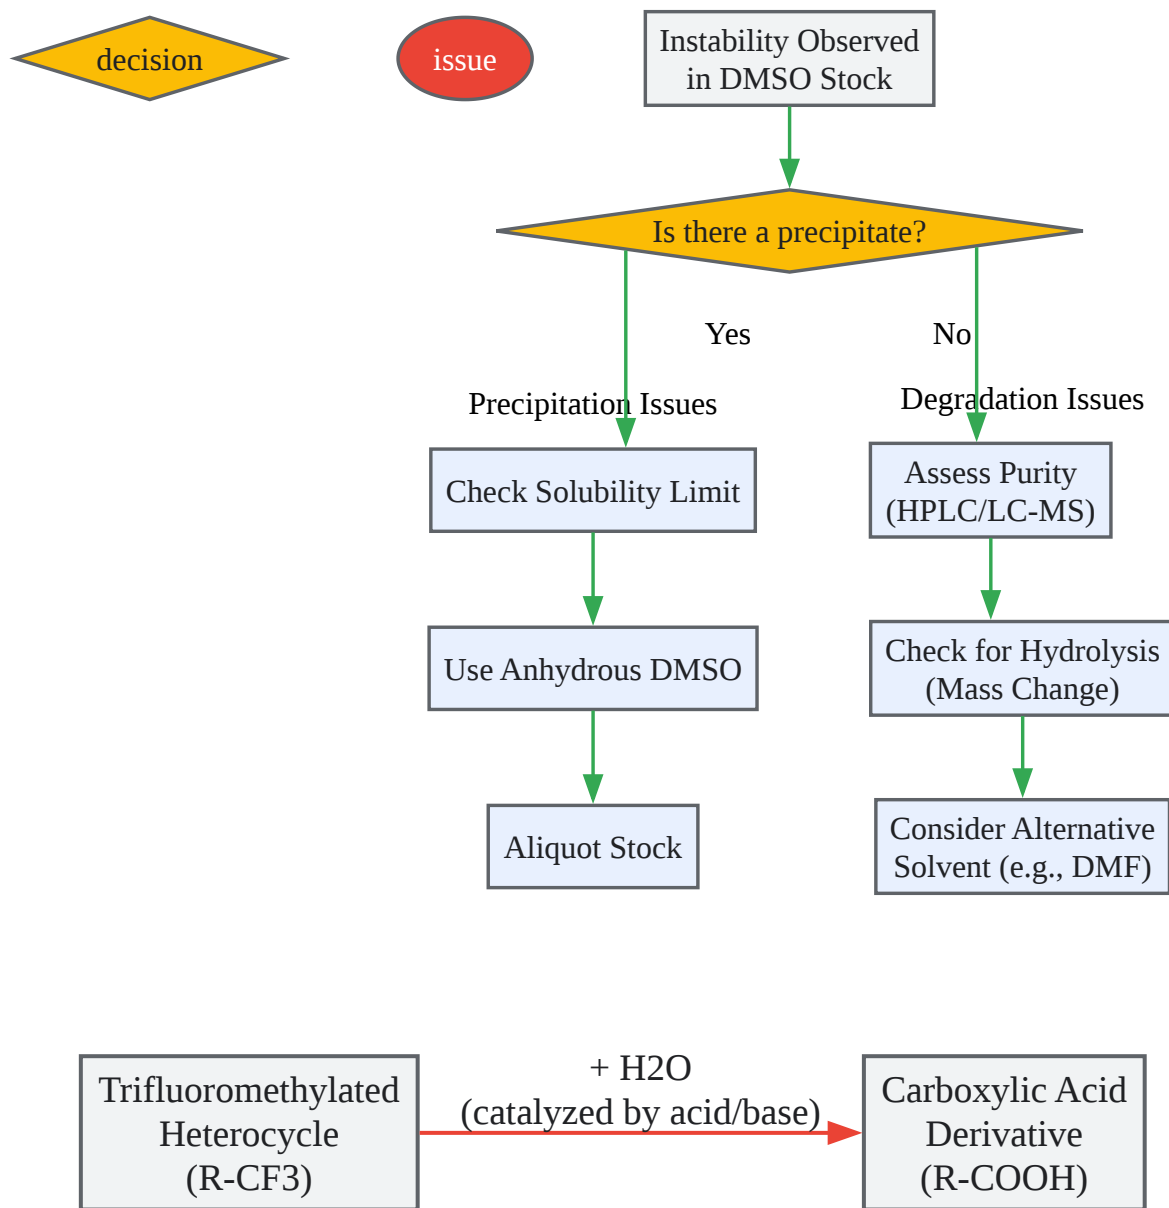 decision
issue
Instability Observed
in DMSO Stock
Is there a precipitate?
Yes
No
Precipitation Issues
Degradation Issues
Check Solubility Limit
Assess Purity
(HPLC/LC-MS)
Use Anhydrous DMSO
Check for Hydrolysis
(Mass Change)
Aliquot Stock
Consider Alternative
Solvent (e.g., DMF)
Trifluoromethylated
Heterocycle
(R-CF3)
+ H2O
(catalyzed by acid/base)
Carboxylic Acid
Derivative
(R-COOH)